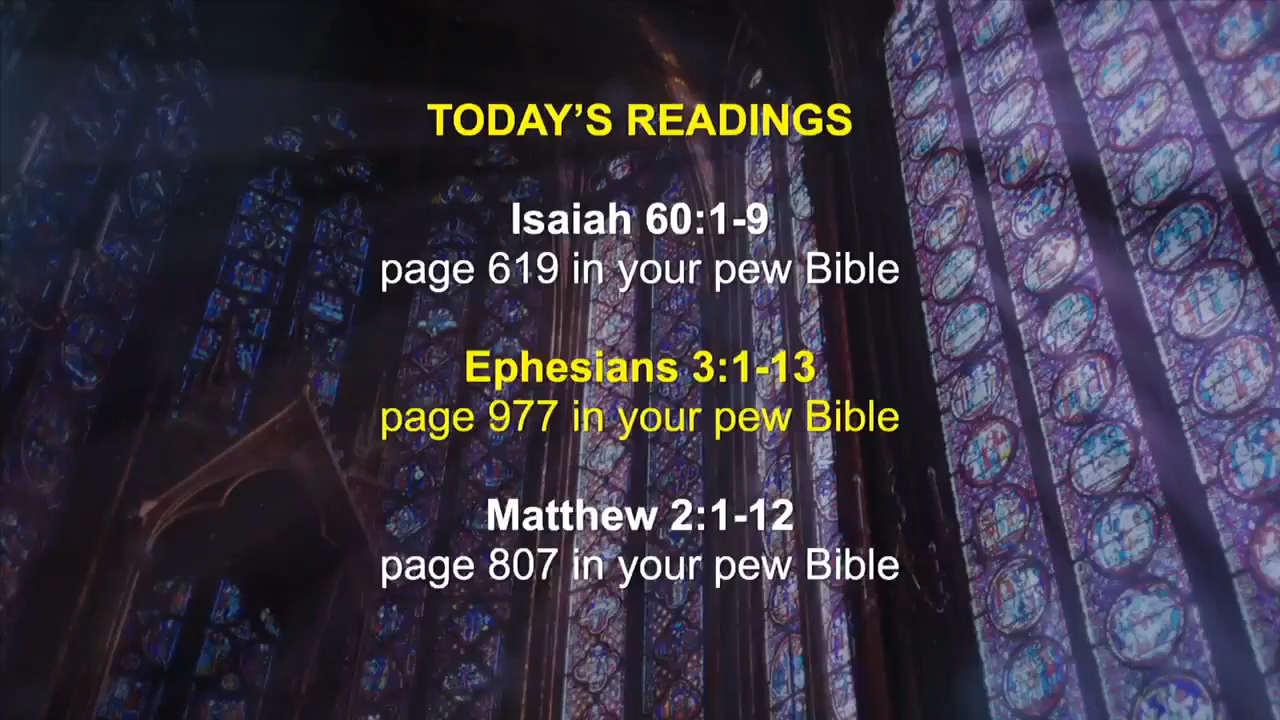 TODAY’S READINGS
Isaiah 60:1-9
page 619 in your pew Bible
Ephesians 3:1-13
page 977 in your pew Bible
Matthew 2:1-12
page 807 in your pew Bible